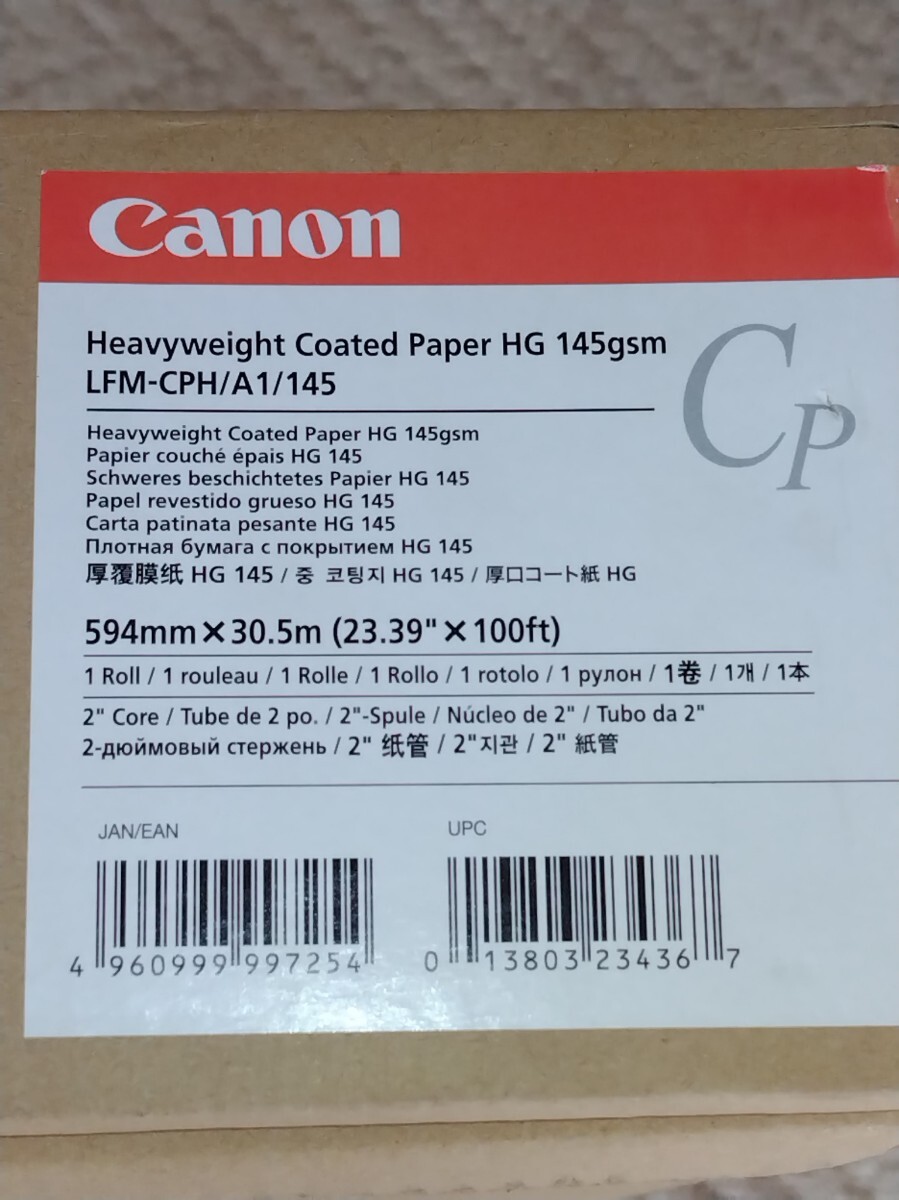 Canon
Heavyweight Coated Paper HG 145gsm
LFM-CPH/A1/145
CP
Heavyweight Coated Paper HG 145gsm
Papier couché épais HG 145
Schweres beschichtetes Papier HG 145
Papel revestido grueso HG 145
Carta patinata pesante HG 145
Плотная бумага с покрытием HG 145
厚覆膜纸 HG 145 / 중 코팅지 HG 145 / 厚口コート紙 HG
594mm×30.5m (23.39"×100ft)
1 Roll / 1 rouleau / 1 Rolle / 1 Rollo / 1 rotolo / 1 рулон / 1卷 / 1개 / 1本
2" Core / Tube de 2 po. / 2"-Spule / Núcleo de 2" / Tubo da 2"
2-дюймовый стержень / 2" 纸管 / 2"지관 / 2" 紙管
JAN/EAN
UPC
4 960999 997254
0 13803 23436 7